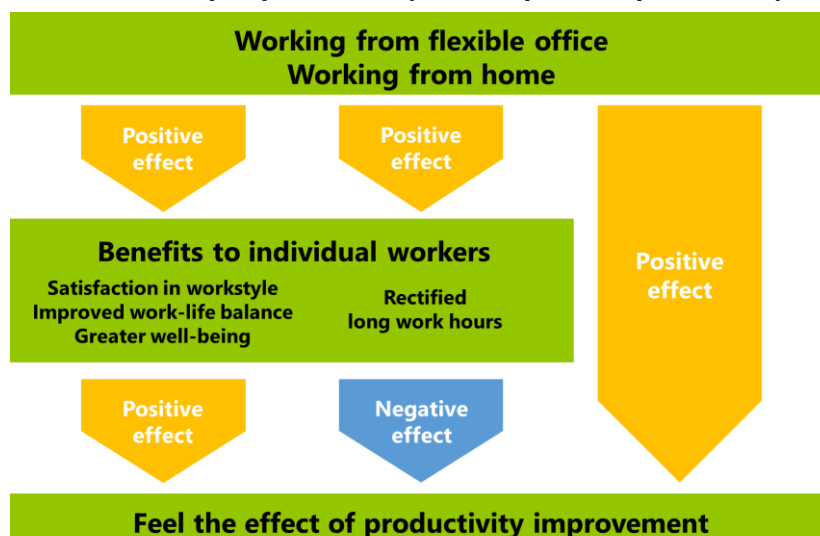 Working from flexible office
Working from home
Positive
effect
Positive
effect
Positive
effect
Benefits to individual workers
Satisfaction in workstyle
Improved work-life balance
Greater well-being
Rectified
long work hours
Positive
effect
Negative
effect
Feel the effect of productivity improvement